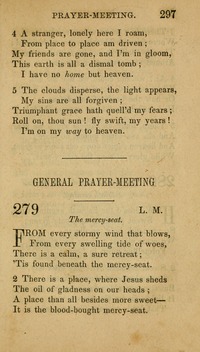 PRAYER-MEETING. 297
4 A stranger, lonely here I roam,
From place to place am driven;
My friends are gone, and I'm in gloom,
This earth is all a dismal tomb;
I have no home but heaven.
5 The clouds disperse, the light appears,
My sins are all forgiven;
Triumphant grace hath quell'd my fears;
Roll on, thou sun! fly swift, my years!
I'm on my way to heaven.
GENERAL PRAYER-MEETING
279 L. M.
The mercy-seat.
FROM every stormy wind that blows,
From every swelling tide of woes,
There is a calm, a sure retreat;
'Tis found beneath the mercy-seat.
2 There is a place, where Jesus sheds
The oil of gladness on our heads;
A place than all besides more sweet—
It is the blood-bought mercy-seat.